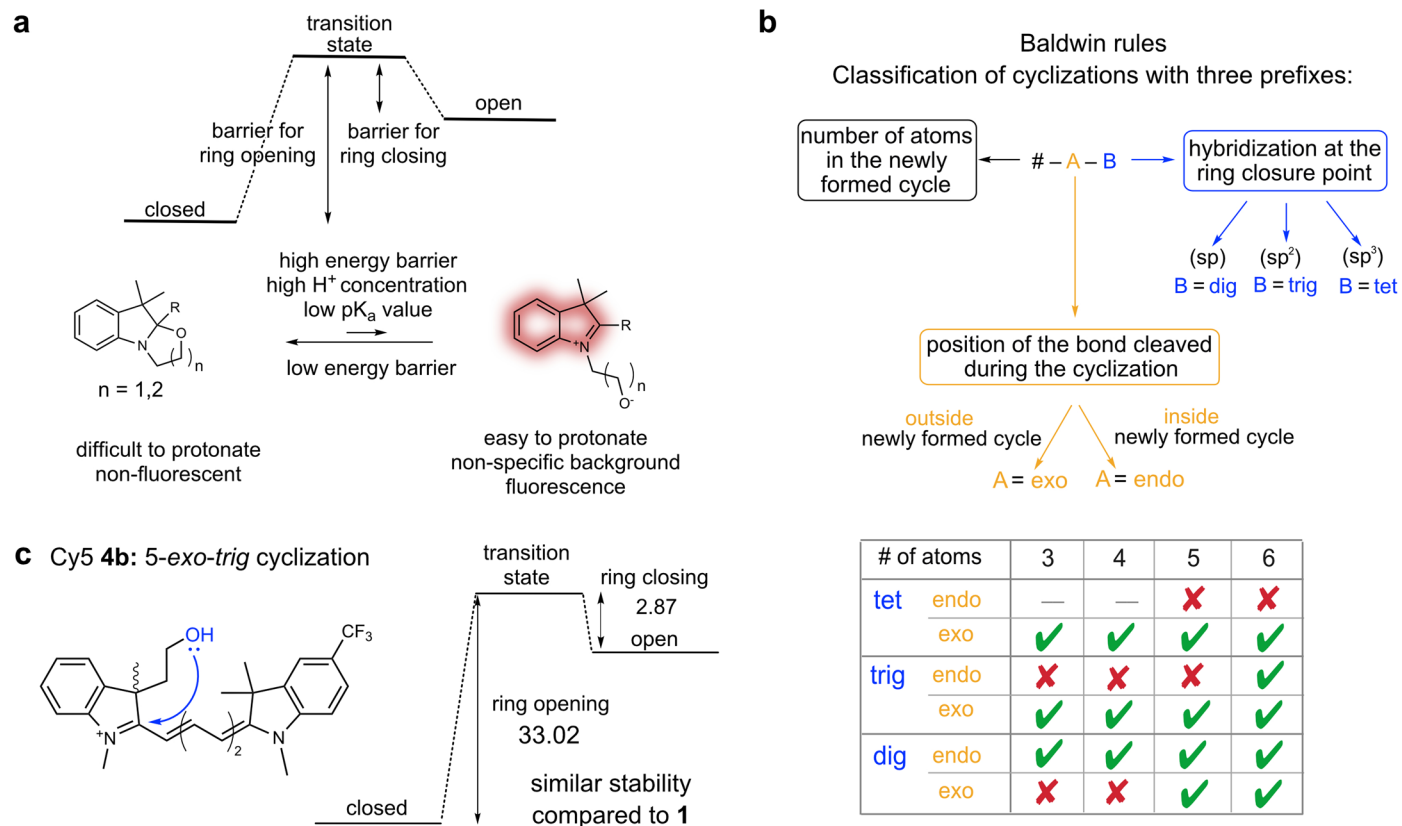 a
transition
state
open
barrier for
ring opening
barrier for
ring closing
closed
high energy barrier
high H⁺ concentration
low pKₐ value
low energy barrier
R
O
N
n
n = 1,2
difficult to protonate
non-fluorescent
R
⁺N
n
O⁻
easy to protonate
non-specific background
fluorescence
b
Baldwin rules
Classification of cyclizations with three prefixes:
number of atoms
in the newly
formed cycle
# – A – B
hybridization at the
ring closure point
(sp) (sp²) (sp³)
B = dig B = trig B = tet
position of the bond cleaved
during the cyclization
outside
newly formed cycle
inside
newly formed cycle
A = exo A = endo
# of atoms 3 4 5 6
tet endo — — ✘ ✘
exo ✔ ✔ ✔ ✔
trig endo ✘ ✘ ✘ ✔
exo ✔ ✔ ✔ ✔
dig endo ✔ ✔ ✔ ✔
exo ✘ ✘ ✔ ✔
c Cy5 4b: 5-exo-trig cyclization
OH
CF₃
⁺N
2
N
transition
state
ring closing
2.87
open
ring opening
33.02
similar stability
compared to 1
closed